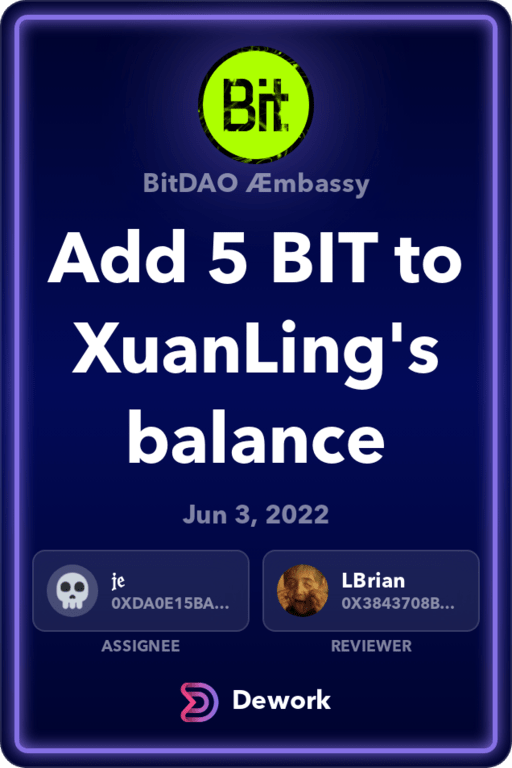 Bit
BitDAO Æmbassy
Add 5 BIT to
XuanLing's
balance
Jun 3, 2022
𝔧𝔢
0XDA0E15BA...
ASSIGNEE
LBrian
0X3843708B...
REVIEWER
Dework